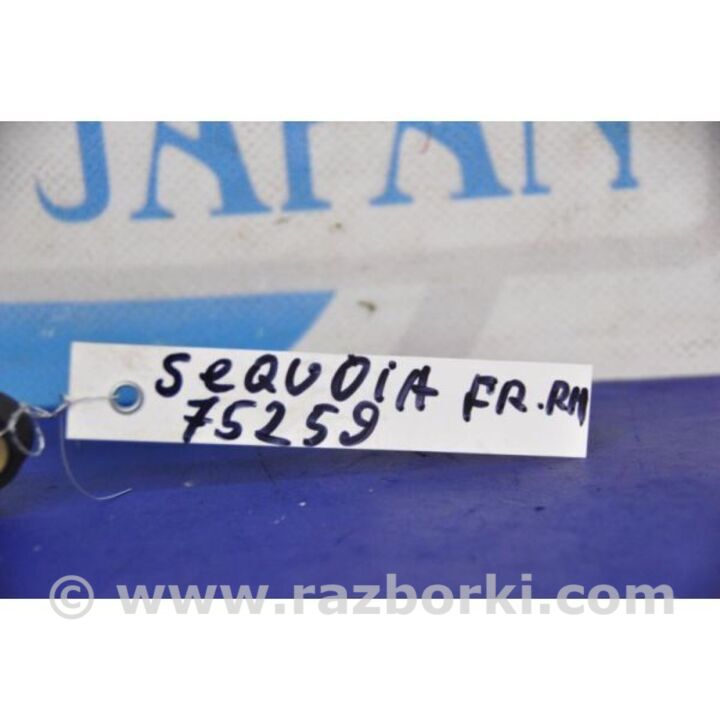 JAPAN
SeQUOiA FR.RH
75259
© www.razborki.com